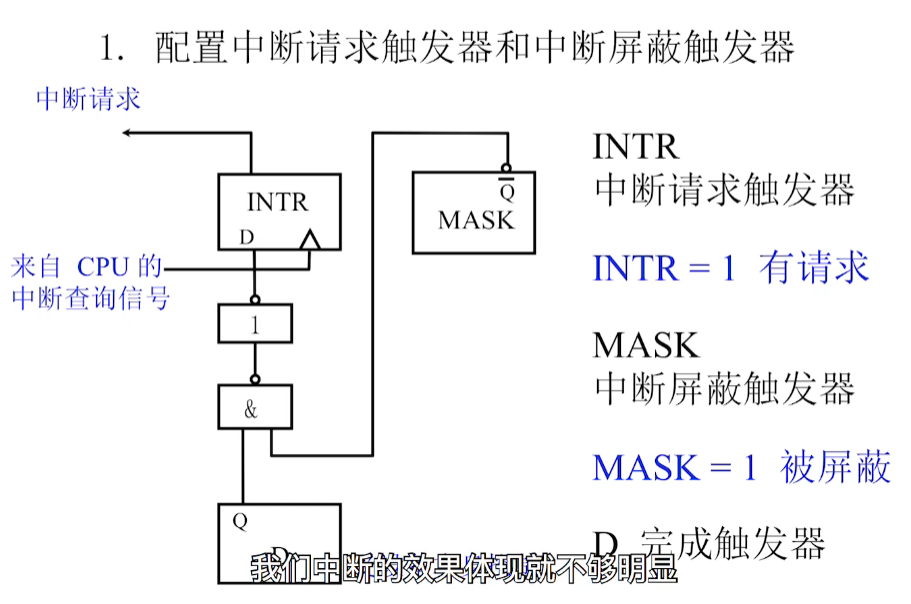 1. 配置中断请求触发器和中断屏蔽触发器
中断请求
INTR
D
来自 CPU 的
中断查询信号
1
&
Q
D
Q̅
MASK
INTR
中断请求触发器
INTR = 1 有请求
MASK
中断屏蔽触发器
MASK = 1 被屏蔽
D 完成触发器
我们中断的效果体现就不够明显